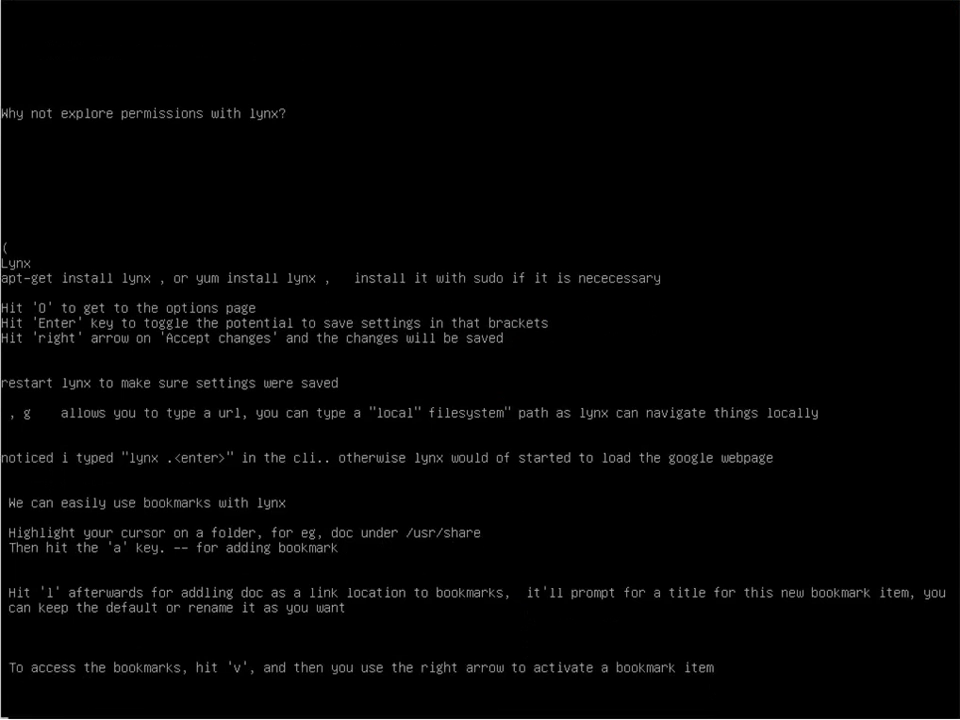 Why not explore permissions with lynx?
(
Lynx
apt-get install lynx , or yum install lynx ,   install it with sudo if it is nececessary
Hit 'O' to get to the options page
Hit 'Enter' key to toggle the potential to save settings in that brackets
Hit 'right' arrow on 'Accept changes' and the changes will be saved
restart lynx to make sure settings were saved
, g    allows you to type a url, you can type a "local" filesystem" path as lynx can navigate things locally
noticed i typed "lynx .<enter>" in the cli.. otherwise lynx would of started to load the google webpage
We can easily use bookmarks with lynx
Highlight your cursor on a folder, for eg, doc under /usr/share
Then hit the 'a' key. -- for adding bookmark
Hit 'l' afterwards for addling doc as a link location to bookmarks,  it'll prompt for a title for this new bookmark item, you
can keep the default or rename it as you want
To access the bookmarks, hit 'v', and then you use the right arrow to activate a bookmark item